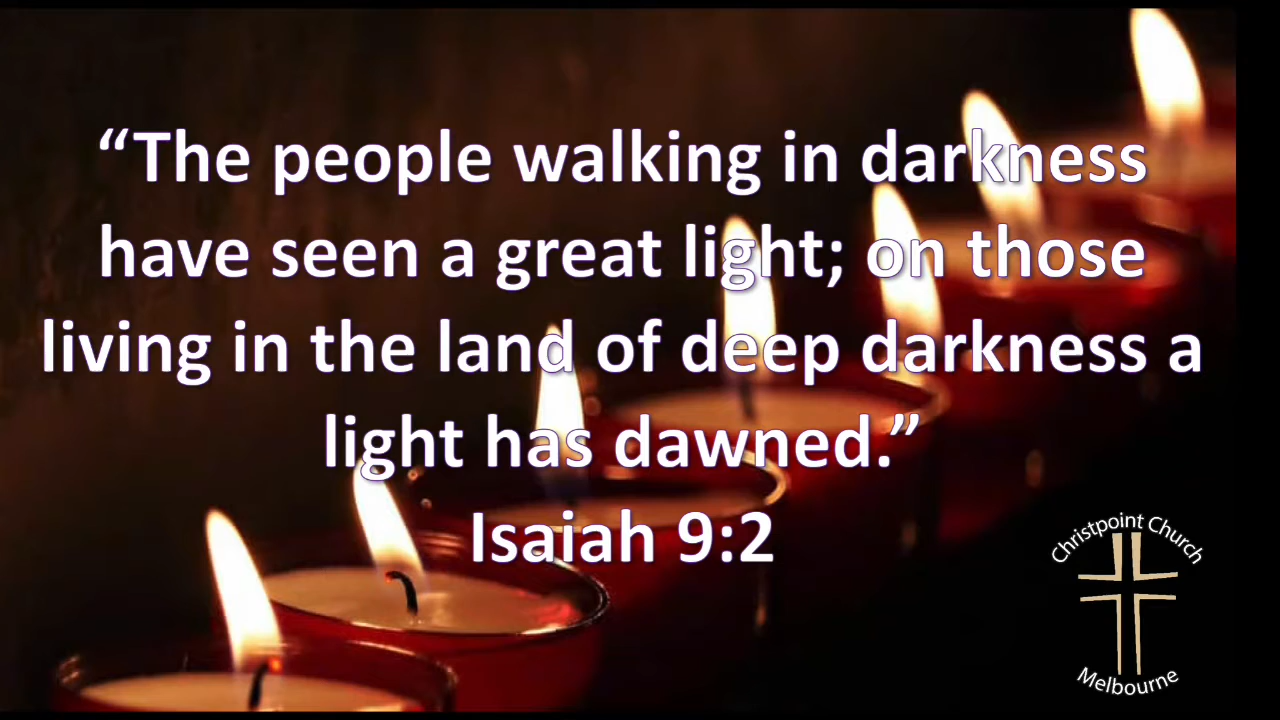 “The people walking in darkness
have seen a great light; on those
living in the land of deep darkness a
light has dawned.”
Isaiah 9:2
Christpoint Church
Melbourne